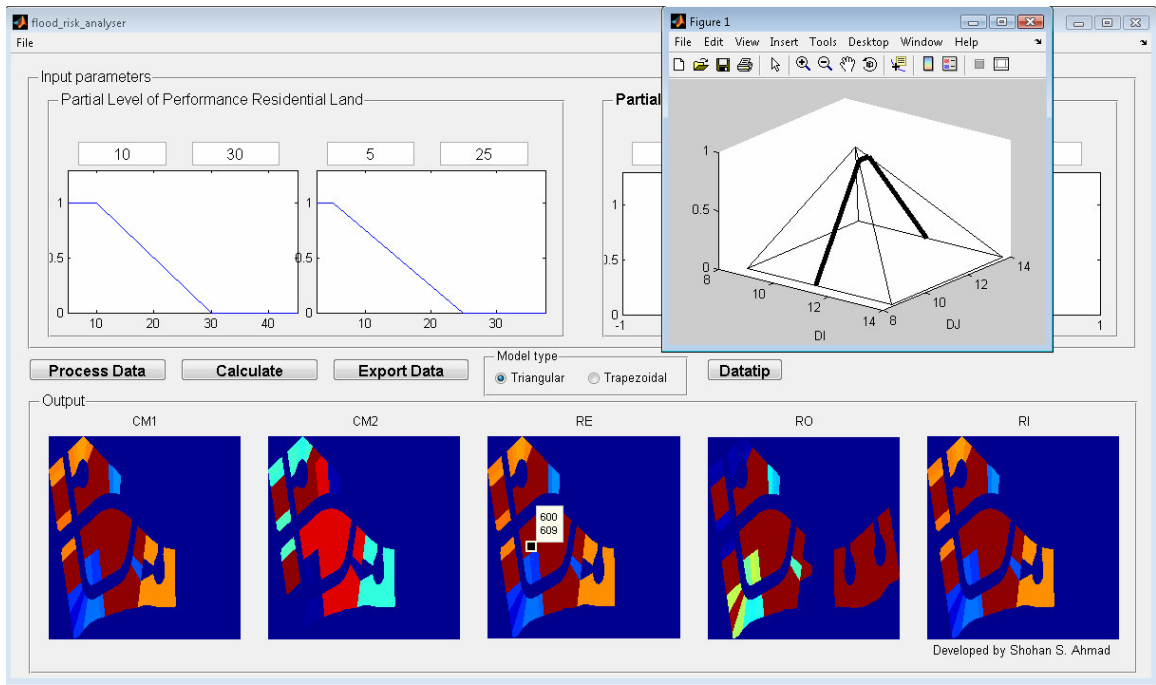 flood_risk_analyser
File
Input parameters
Partial Level of Performance Residential Land
10 30 5 25
1
0.5
0
10 20 30 40
1
0.5
0
10 20 30
Partial
1
0.5
0
-1 1
Figure 1
File Edit View Insert Tools Desktop Window Help
1
0.5
0
8
10
12
14
DI
8
10
12
14
DJ
Process Data Calculate Export Data
Model type
Triangular Trapezoidal
Datatip
Output
CM1 CM2 RE RO RI
600
609
Developed by Shohan S. Ahmad